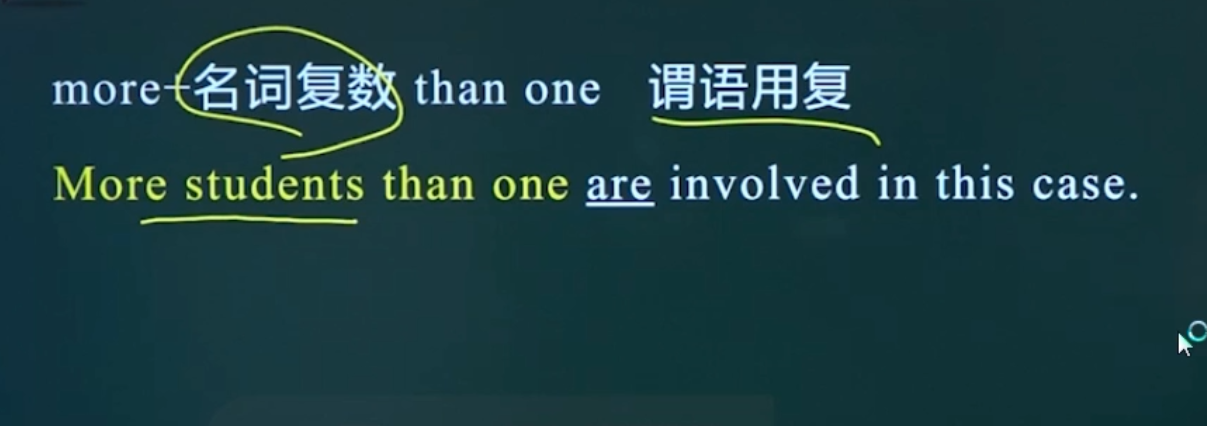 more+名词复数 than one 谓语用复
More students than one are involved in this case.